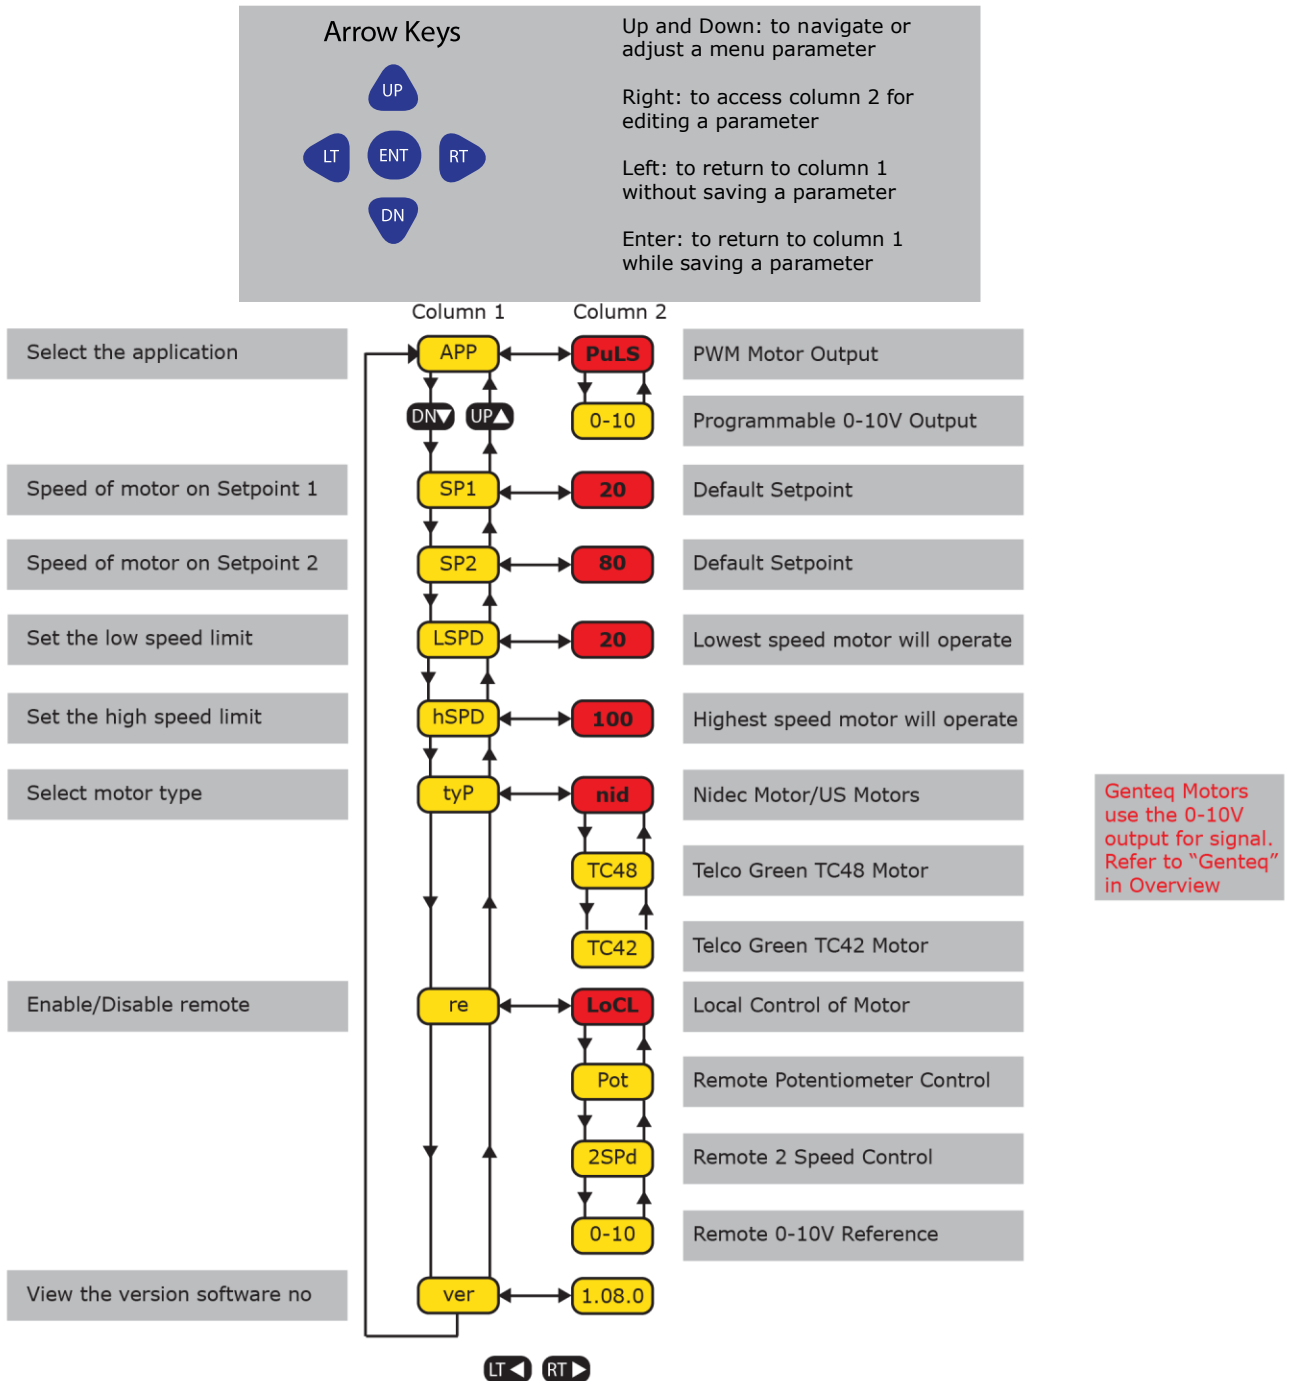 Arrow Keys
UP
LT
ENT
RT
DN
Up and Down: to navigate or
adjust a menu parameter
Right: to access column 2 for
editing a parameter
Left: to return to column 1
without saving a parameter
Enter: to return to column 1
while saving a parameter
Column 1
Column 2
Select the application
APP
PuLS
PWM Motor Output
DN▼
UP▲
0-10
Programmable 0-10V Output
Speed of motor on Setpoint 1
SP1
20
Default Setpoint
Speed of motor on Setpoint 2
SP2
80
Default Setpoint
Set the low speed limit
LSPD
20
Lowest speed motor will operate
Set the high speed limit
hSPD
100
Highest speed motor will operate
Select motor type
tyP
nid
Nidec Motor/US Motors
Genteq Motors
use the 0-10V
output for signal.
Refer to “Genteq”
in Overview
TC48
Telco Green TC48 Motor
TC42
Telco Green TC42 Motor
Enable/Disable remote
re
LoCL
Local Control of Motor
Pot
Remote Potentiometer Control
2SPd
Remote 2 Speed Control
0-10
Remote 0-10V Reference
View the version software no
ver
1.08.0
LT◀
RT▶